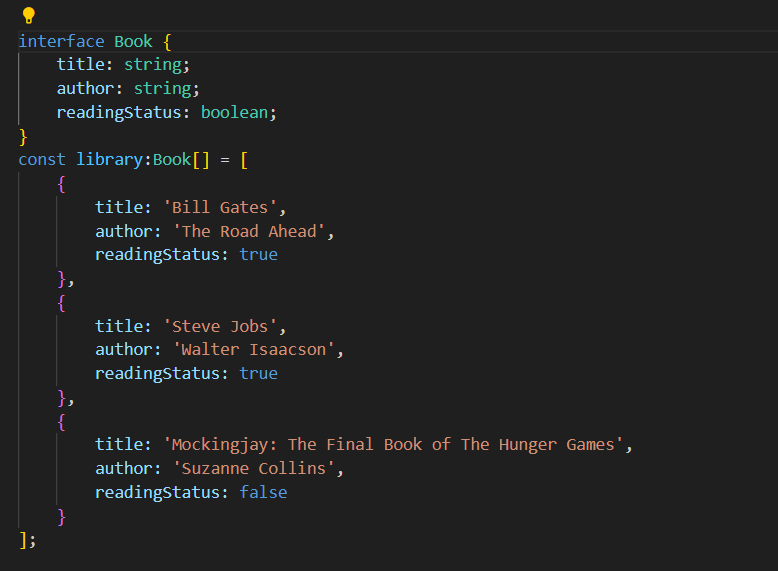 interface Book {
    title: string;
    author: string;
    readingStatus: boolean;
}
const library:Book[] = [
    {
        title: 'Bill Gates',
        author: 'The Road Ahead',
        readingStatus: true
    },
    {
        title: 'Steve Jobs',
        author: 'Walter Isaacson',
        readingStatus: true
    },
    {
        title: 'Mockingjay: The Final Book of The Hunger Games',
        author: 'Suzanne Collins',
        readingStatus: false
    }
];